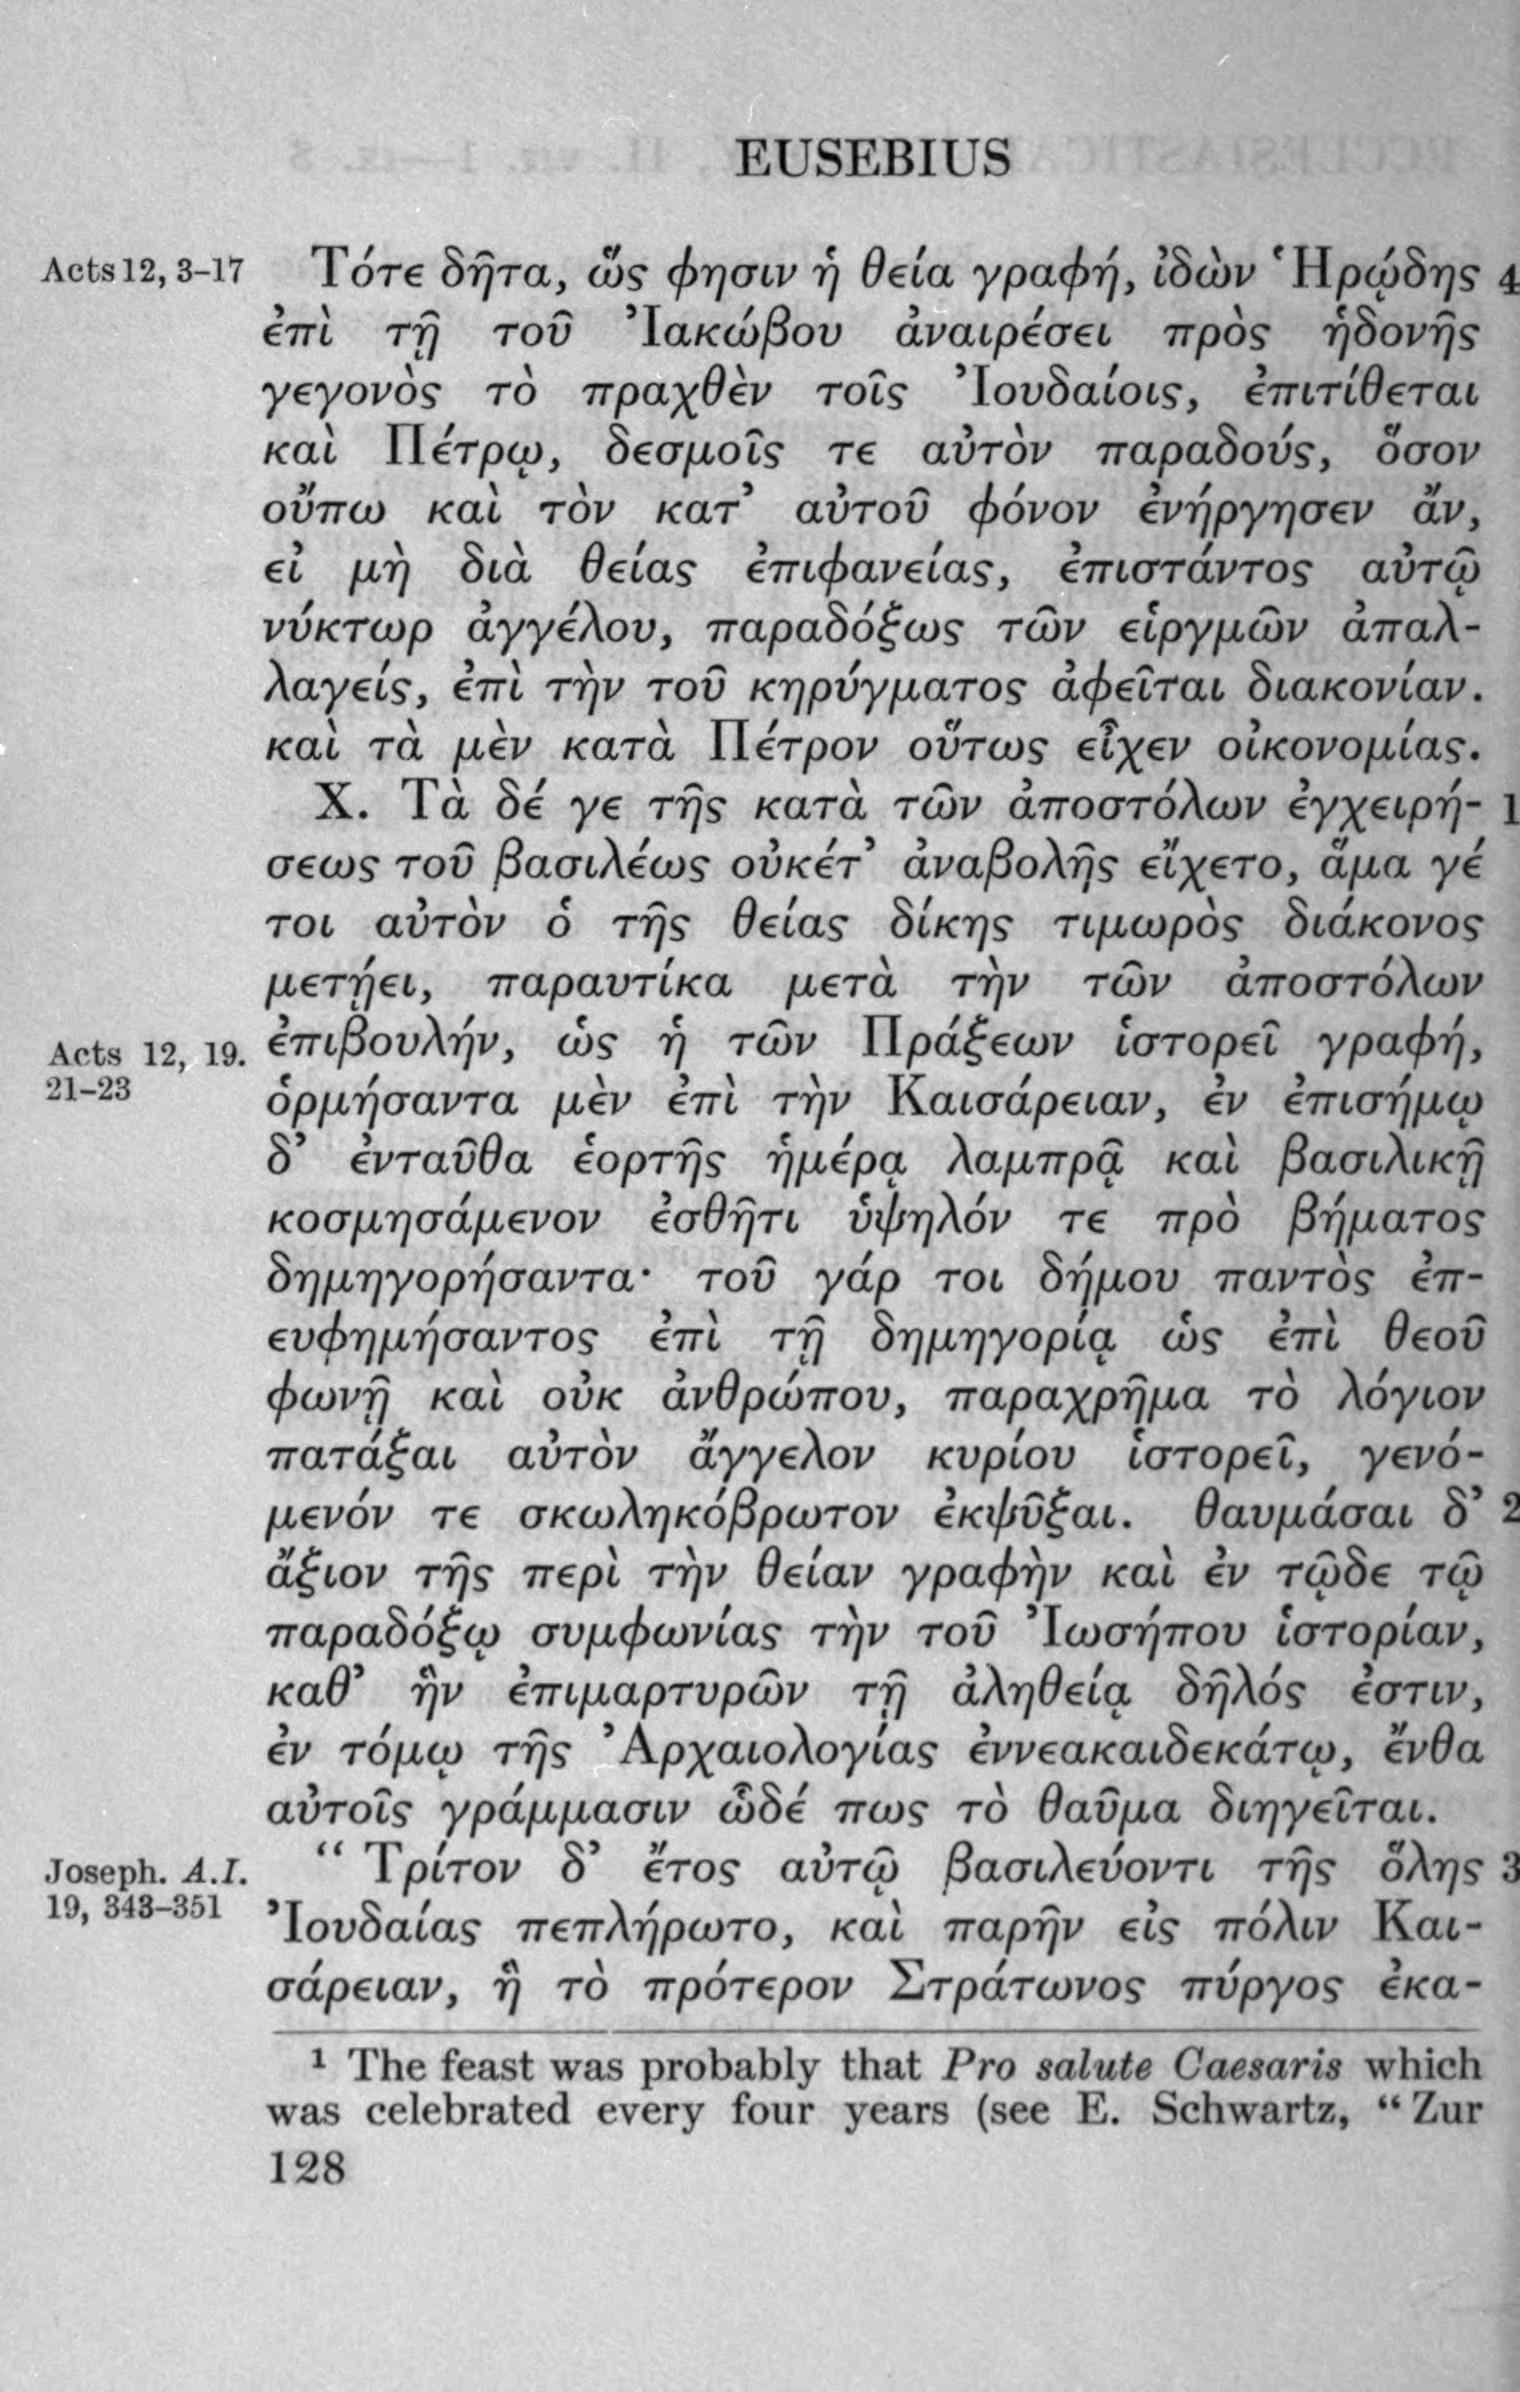 EUSEBIUS
Acts 12, 3–17 Τότε δῆτα, ὥς φησιν ἡ θεία γραφή, ἰδὼν Ἡρῴδης 4
ἐπὶ τῇ τοῦ Ἰακώβου ἀναιρέσει πρὸς ἡδονῆς
γεγονὸς τὸ πραχθὲν τοῖς Ἰουδαίοις, ἐπιτίθεται
καὶ Πέτρῳ, δεσμοῖς τε αὐτὸν παραδούς, ὅσον
οὔπω καὶ τὸν κατ’ αὐτοῦ φόνον ἐνήργησεν ἄν,
εἰ μὴ διὰ θείας ἐπιφανείας, ἐπιστάντος αὐτῷ
νύκτωρ ἀγγέλου, παραδόξως τῶν εἱργμῶν ἀπαλ-
λαγείς, ἐπὶ τὴν τοῦ κηρύγματος ἀφεῖται διακονίαν.
καὶ τὰ μὲν κατὰ Πέτρον οὕτως εἶχεν οἰκονομίας.
X. Τὰ δέ γε τῆς κατὰ τῶν ἀποστόλων ἐγχειρή- 1
σεως τοῦ βασιλέως οὐκέτ’ ἀναβολῆς εἴχετο, ἅμα γέ
τοι αὐτὸν ὁ τῆς θείας δίκης τιμωρὸς διάκονος
μετῄει, παραυτίκα μετὰ τὴν τῶν ἀποστόλων
Acts 12, 19. ἐπιβουλήν, ὡς ἡ τῶν Πράξεων ἱστορεῖ γραφή,
21–23 ὁρμήσαντα μὲν ἐπὶ τὴν Καισάρειαν, ἐν ἐπισήμῳ
δ’ ἐνταῦθα ἑορτῆς ἡμέρᾳ λαμπρᾷ καὶ βασιλικῇ
κοσμησάμενον ἐσθῆτι ὑψηλόν τε πρὸ βήματος
δημηγορήσαντα· τοῦ γάρ τοι δήμου παντὸς ἐπ-
ευφημήσαντος ἐπὶ τῇ δημηγορίᾳ ὡς ἐπὶ θεοῦ
φωνῇ καὶ οὐκ ἀνθρώπου, παραχρῆμα τὸ λόγιον
πατάξαι αὐτὸν ἄγγελον κυρίου ἱστορεῖ, γενό-
μενόν τε σκωληκόβρωτον ἐκψῦξαι. θαυμάσαι δ’ 2
ἄξιον τῆς περὶ τὴν θείαν γραφὴν καὶ ἐν τῷδε τῷ
παραδόξῳ συμφωνίας τὴν τοῦ Ἰωσήπου ἱστορίαν,
καθ’ ἣν ἐπιμαρτυρῶν τῇ ἀληθείᾳ δῆλός ἐστιν,
ἐν τόμῳ τῆς Ἀρχαιολογίας ἐννεακαιδεκάτῳ, ἔνθα
αὐτοῖς γράμμασιν ὧδέ πως τὸ θαῦμα διηγεῖται.
Joseph. A.I. “ Τρίτον δ’ ἔτος αὐτῷ βασιλεύοντι τῆς ὅλης 3
19, 343–351 Ἰουδαίας πεπλήρωτο, καὶ παρῆν εἰς πόλιν Και-
σάρειαν, ἣ τὸ πρότερον Στράτωνος πύργος ἐκα-
¹ The feast was probably that Pro salute Caesaris which
was celebrated every four years (see E. Schwartz, “ Zur
128